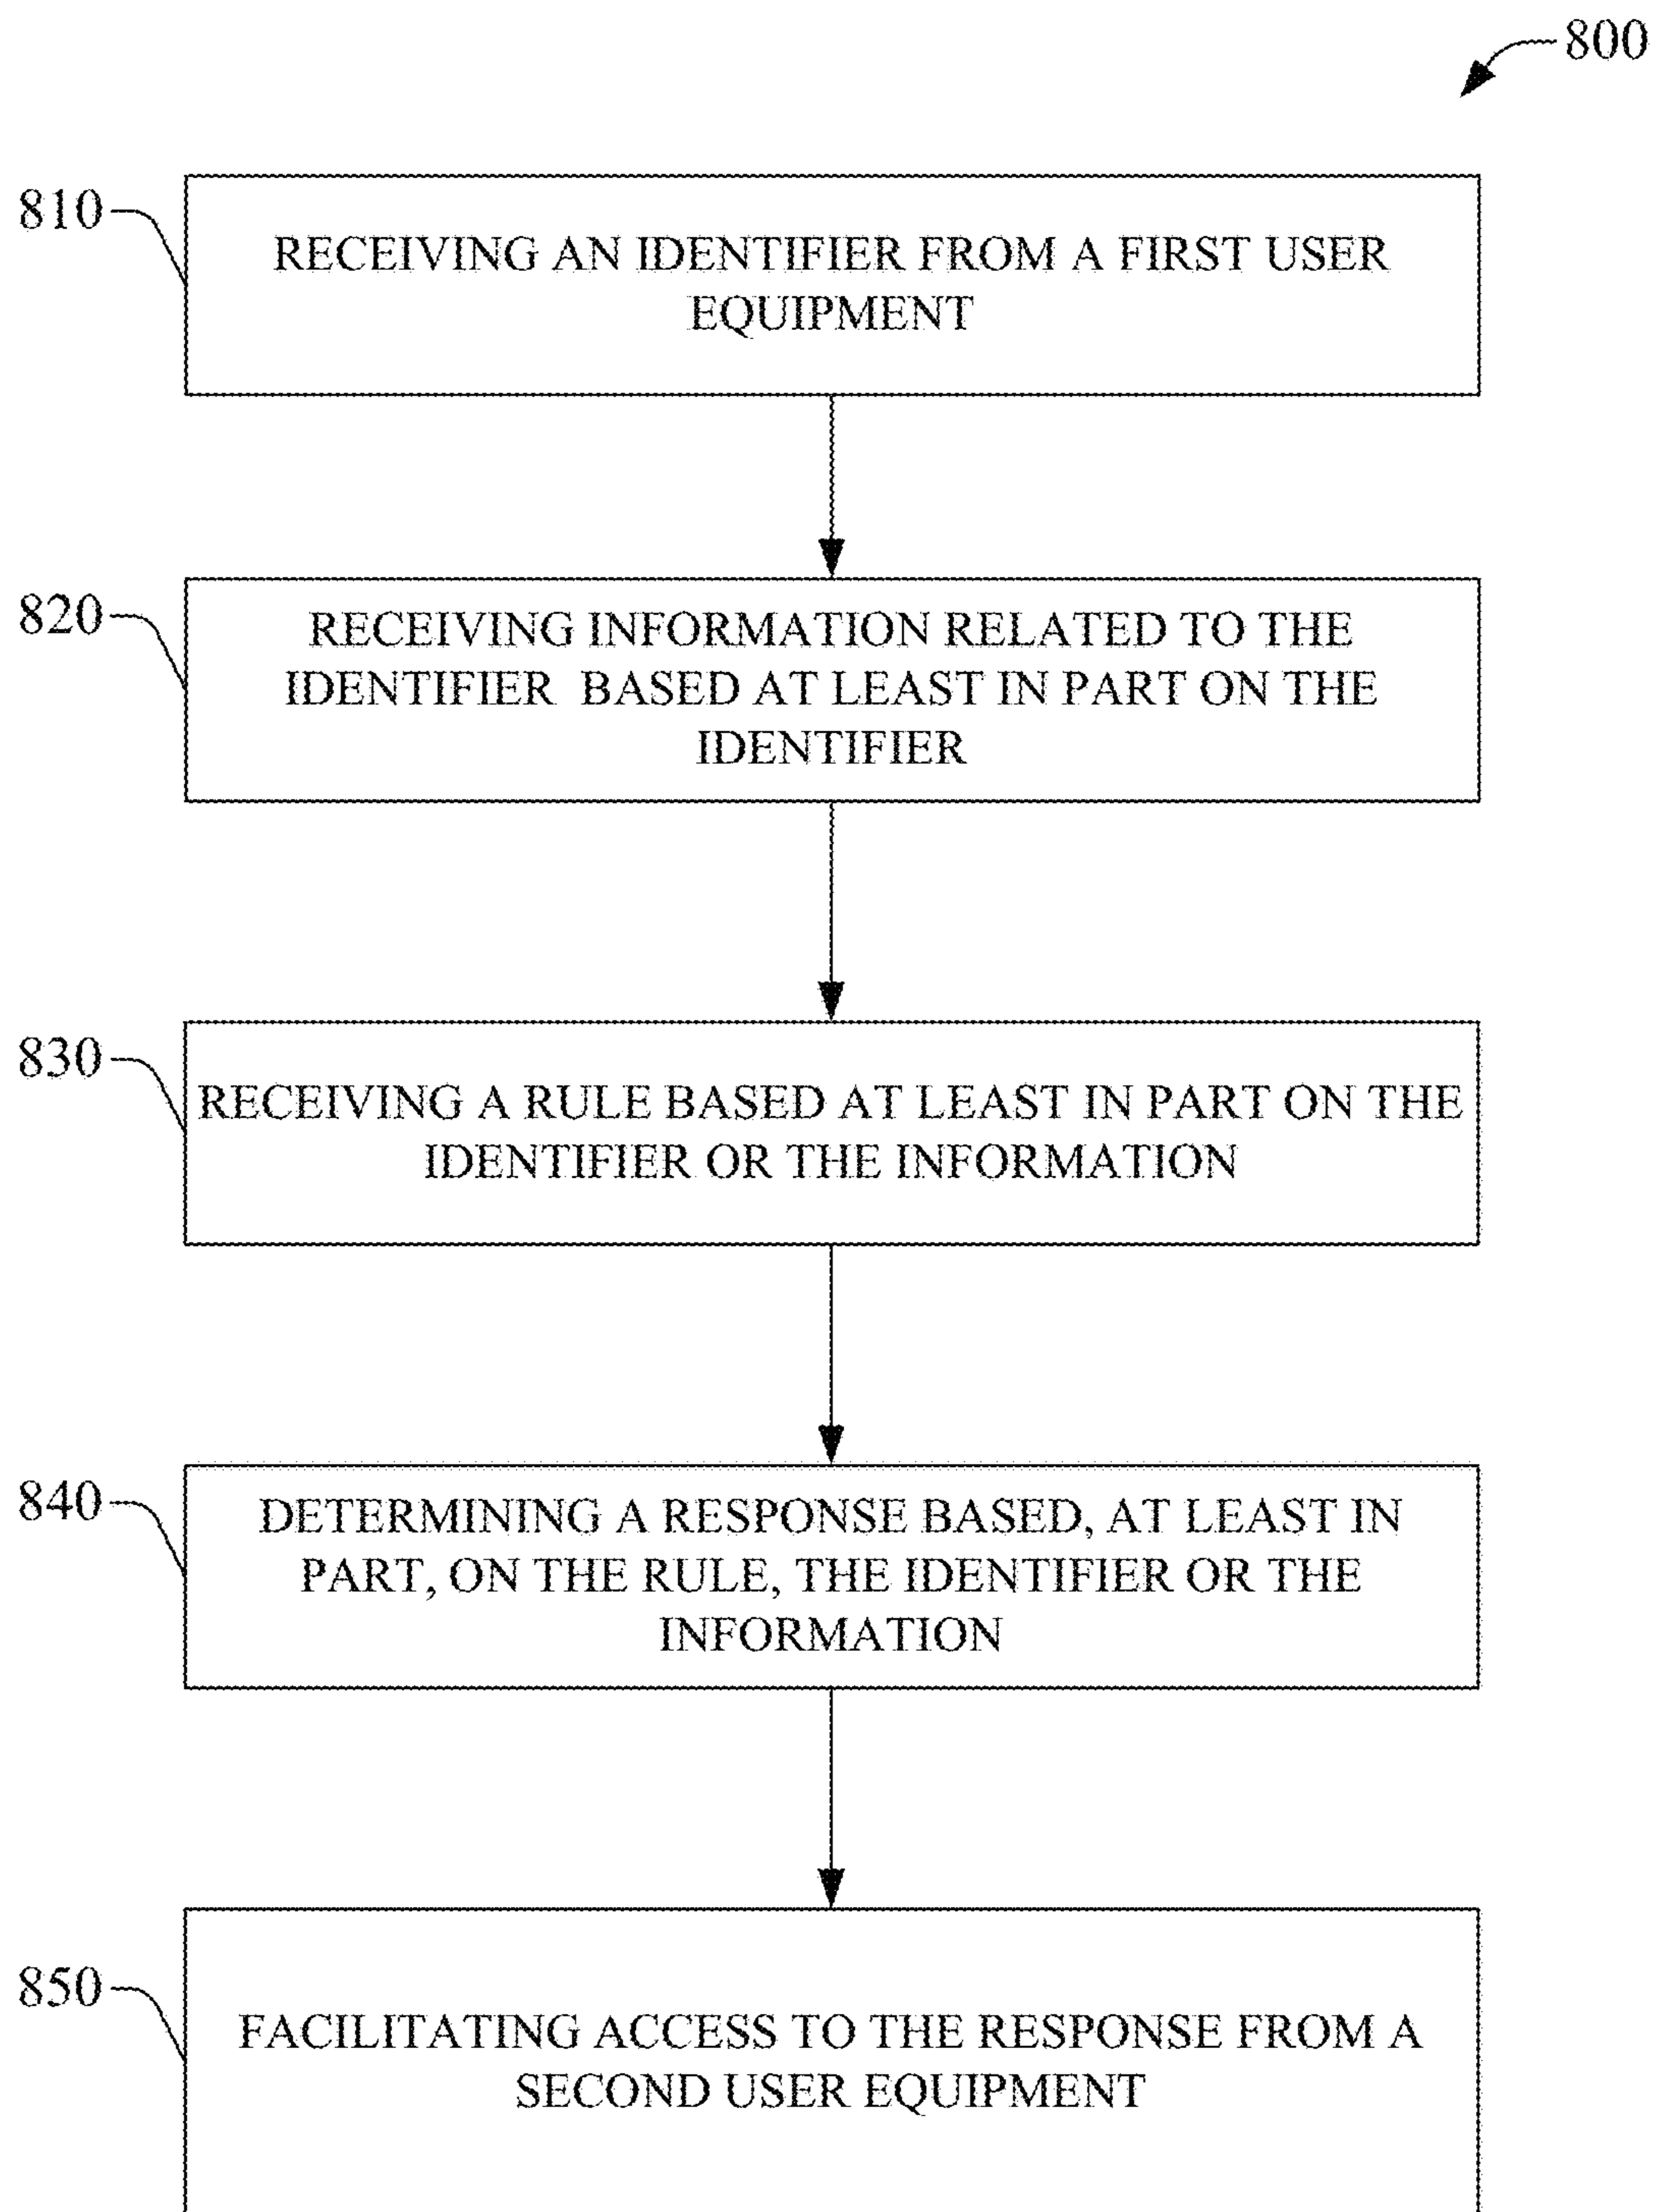 800
810
RECEIVING AN IDENTIFIER FROM A FIRST USER
EQUIPMENT
820
RECEIVING INFORMATION RELATED TO THE
IDENTIFIER BASED AT LEAST IN PART ON THE
IDENTIFIER
830
RECEIVING A RULE BASED AT LEAST IN PART ON THE
IDENTIFIER OR THE INFORMATION
840
DETERMINING A RESPONSE BASED, AT LEAST IN
PART, ON THE RULE, THE IDENTIFIER OR THE
INFORMATION
850
FACILITATING ACCESS TO THE RESPONSE FROM A
SECOND USER EQUIPMENT